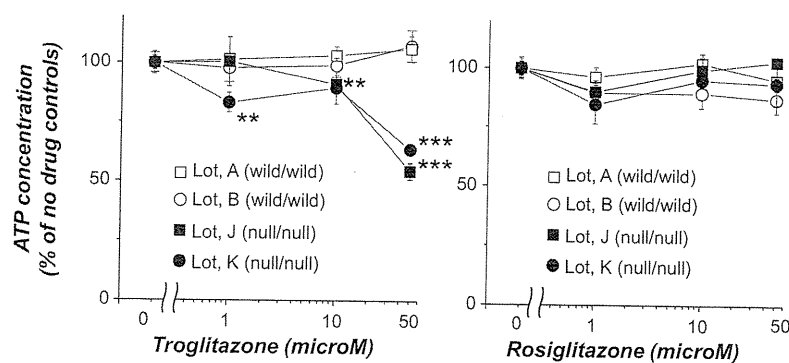 ATP concentration
(% of no drug controls)
100
50
0
**
**
***
***
Lot, A (wild/wild)
Lot, B (wild/wild)
Lot, J (null/null)
Lot, K (null/null)
0
1
10
50
Troglitazone (microM)
100
50
0
Lot, A (wild/wild)
Lot, B (wild/wild)
Lot, J (null/null)
Lot, K (null/null)
0
1
10
50
Rosiglitazone (microM)